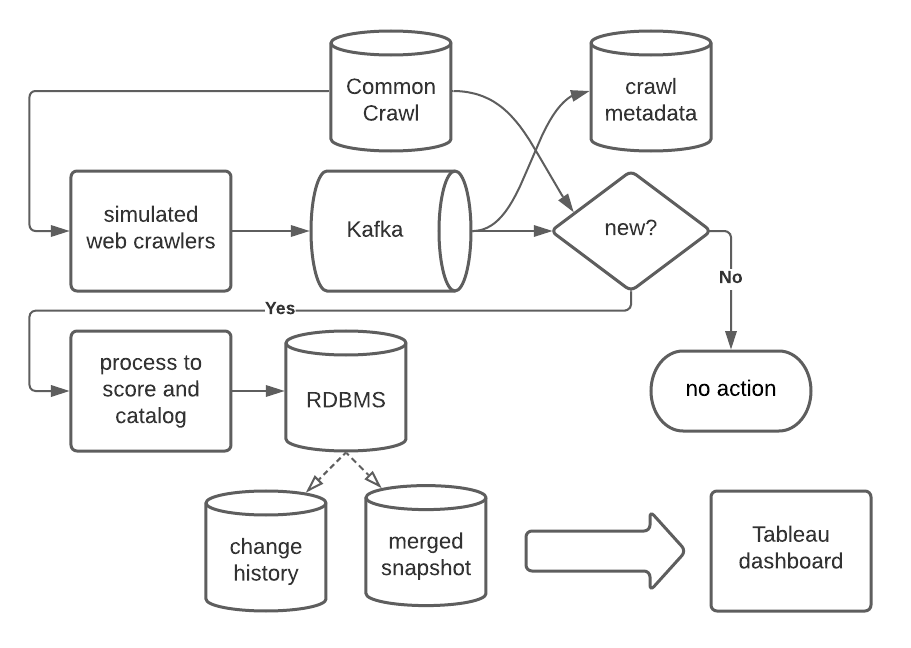 Common
Crawl
crawl
metadata
simulated
web crawlers
Kafka
new?
No
Yes
process to
score and
catalog
RDBMS
no action
change
history
merged
snapshot
Tableau
dashboard